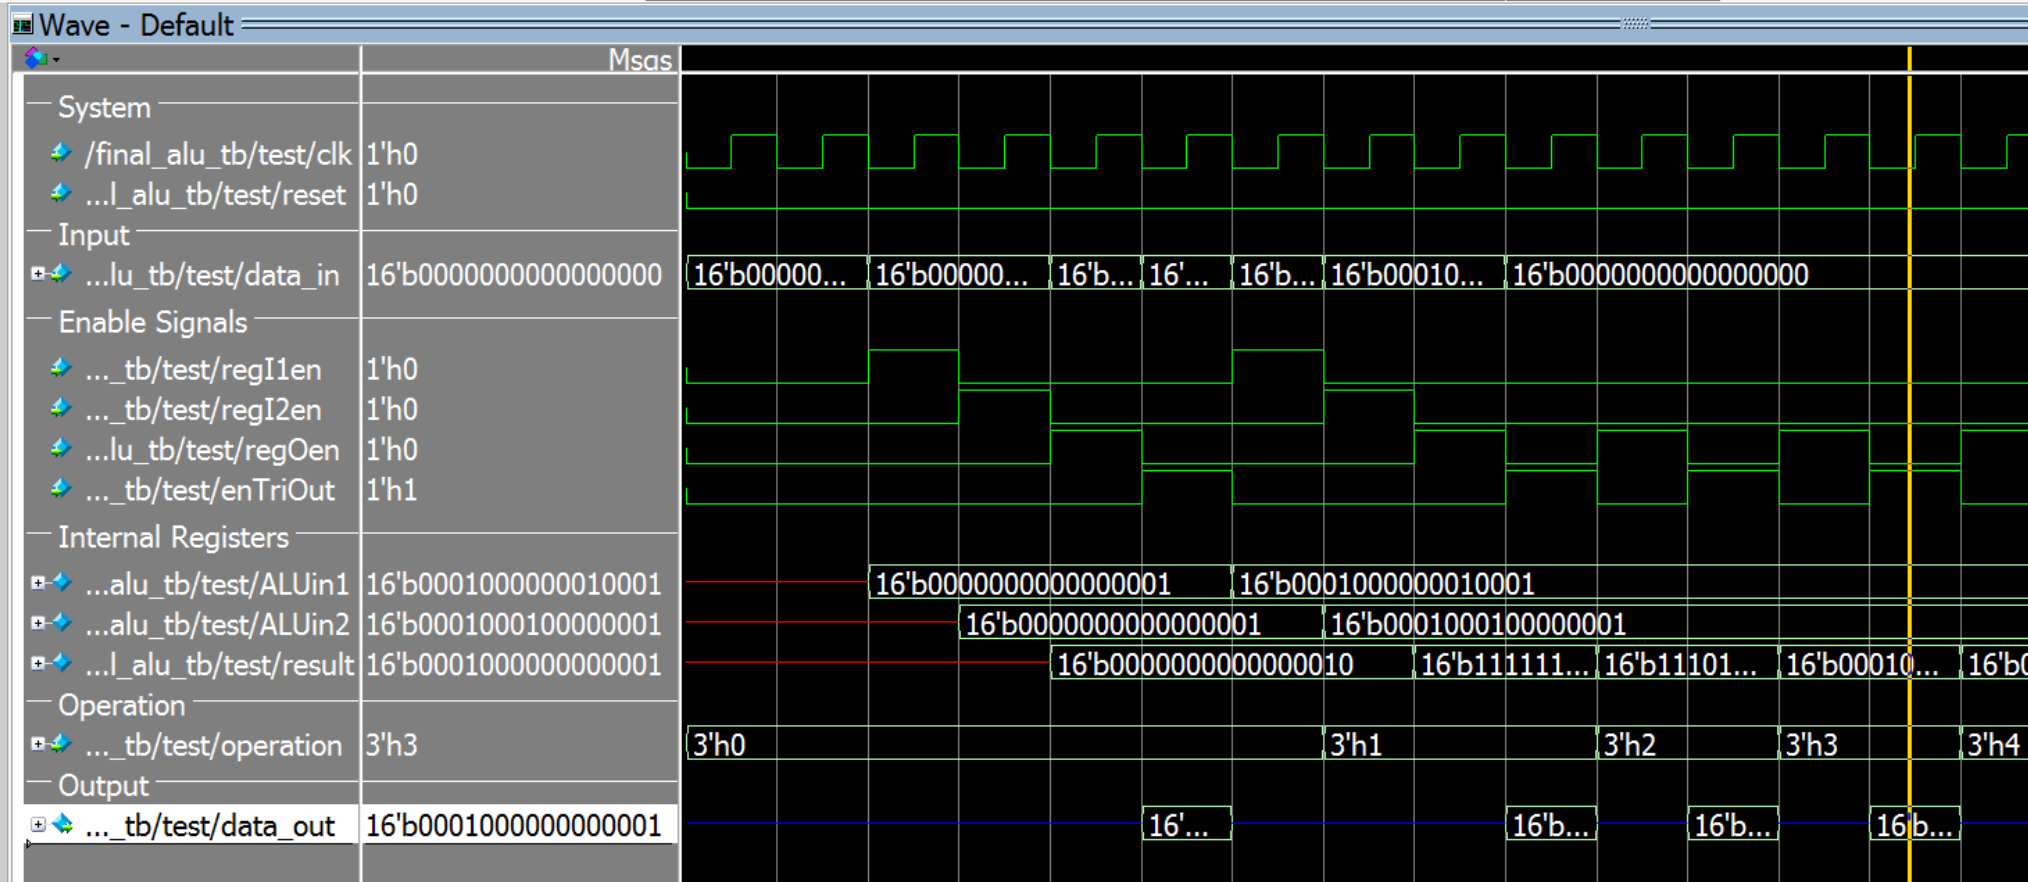 Wave - Default
Msgs
System
/final_alu_tb/test/clk 1'h0
...l_alu_tb/test/reset 1'h0
Input
...lu_tb/test/data_in 16'b0000000000000000 16'b00000... 16'b00000... 16'b... 16'... 16'b... 16'b00010... 16'b0000000000000000
Enable Signals
..._tb/test/regI1en 1'h0
..._tb/test/regI2en 1'h0
...lu_tb/test/regOen 1'h0
..._tb/test/enTriOut 1'h1
Internal Registers
...alu_tb/test/ALUin1 16'b0001000000010001 16'b0000000000000001 16'b0001000000010001
...alu_tb/test/ALUin2 16'b0001000100000001 16'b0000000000000001 16'b0001000100000001
...l_alu_tb/test/result 16'b0001000000000001 16'b0000000000000010 16'b111111... 16'b11101... 16'b00010... 16'b0
Operation
..._tb/test/operation 3'h3 3'h0 3'h1 3'h2 3'h3 3'h4
Output
..._tb/test/data_out 16'b0001000000000001 16'... 16'b... 16'b... 16'b...